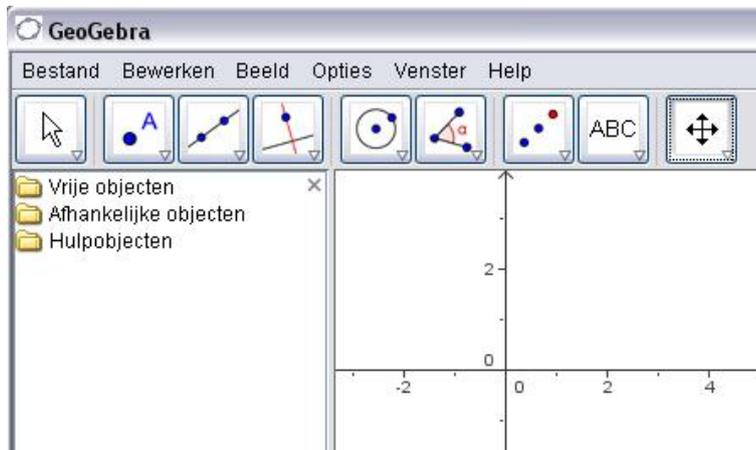 GeoGebra
Bestand Bewerken Beeld Opties Venster Help
A α ABC
Vrije objecten
Afhankelijke objecten
Hulpobjecten
2
0
-2 0 2 4